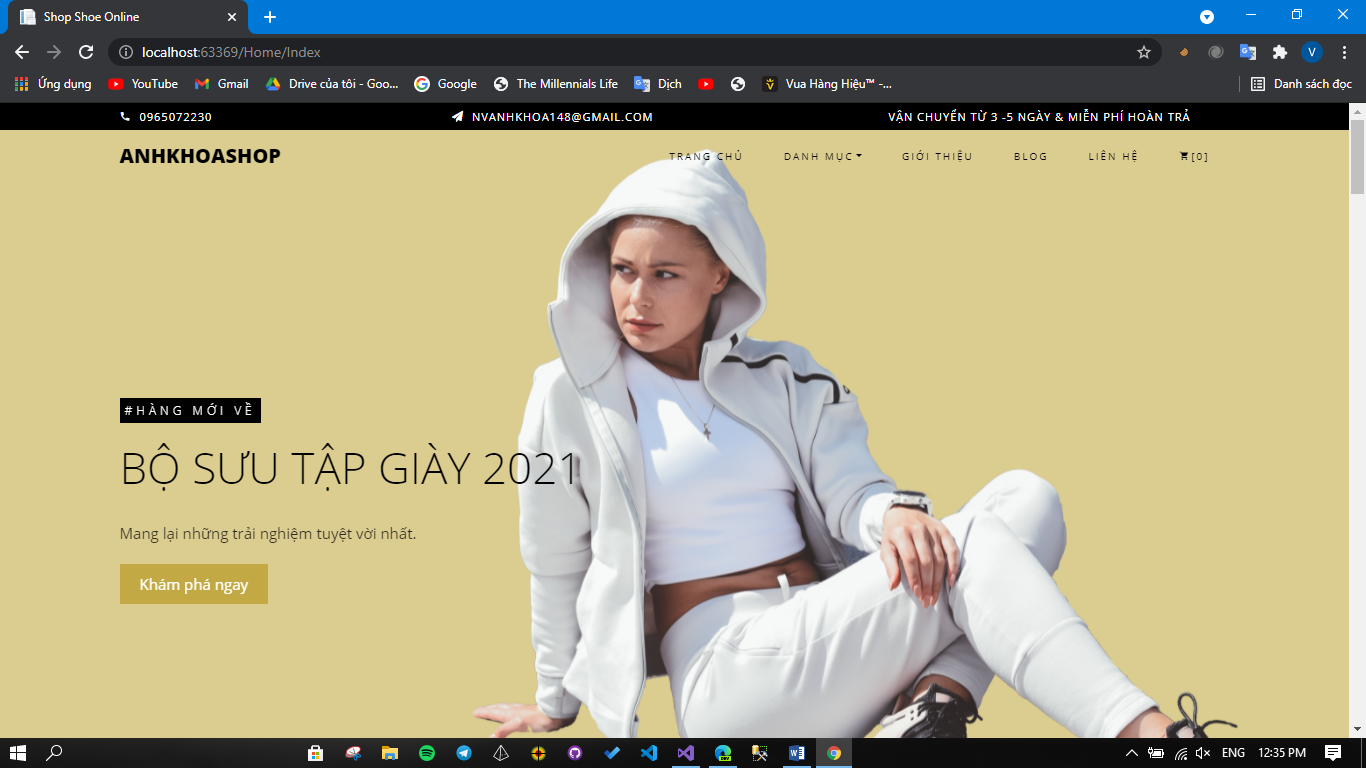 Shop Shoe Online
localhost:63369/Home/Index
V
Ứng dụng
YouTube
Gmail
Drive của tôi - Goo...
Google
The Millennials Life
Dịch
Vua Hàng Hiệu™ -...
Danh sách đọc
0965072230
NVANHKHOA148@GMAIL.COM
VẬN CHUYỂN TỪ 3 -5 NGÀY & MIỄN PHÍ HOÀN TRẢ
ANHKHOASHOP
TRANG CHỦ
DANH MỤC
GIỚI THIỆU
BLOG
LIÊN HỆ
[0]
#HÀNG MỚI VỀ
BỘ SƯU TẬP GIÀY 2021
Mang lại những trải nghiệm tuyệt vời nhất.
Khám phá ngay
ENG
12:35 PM